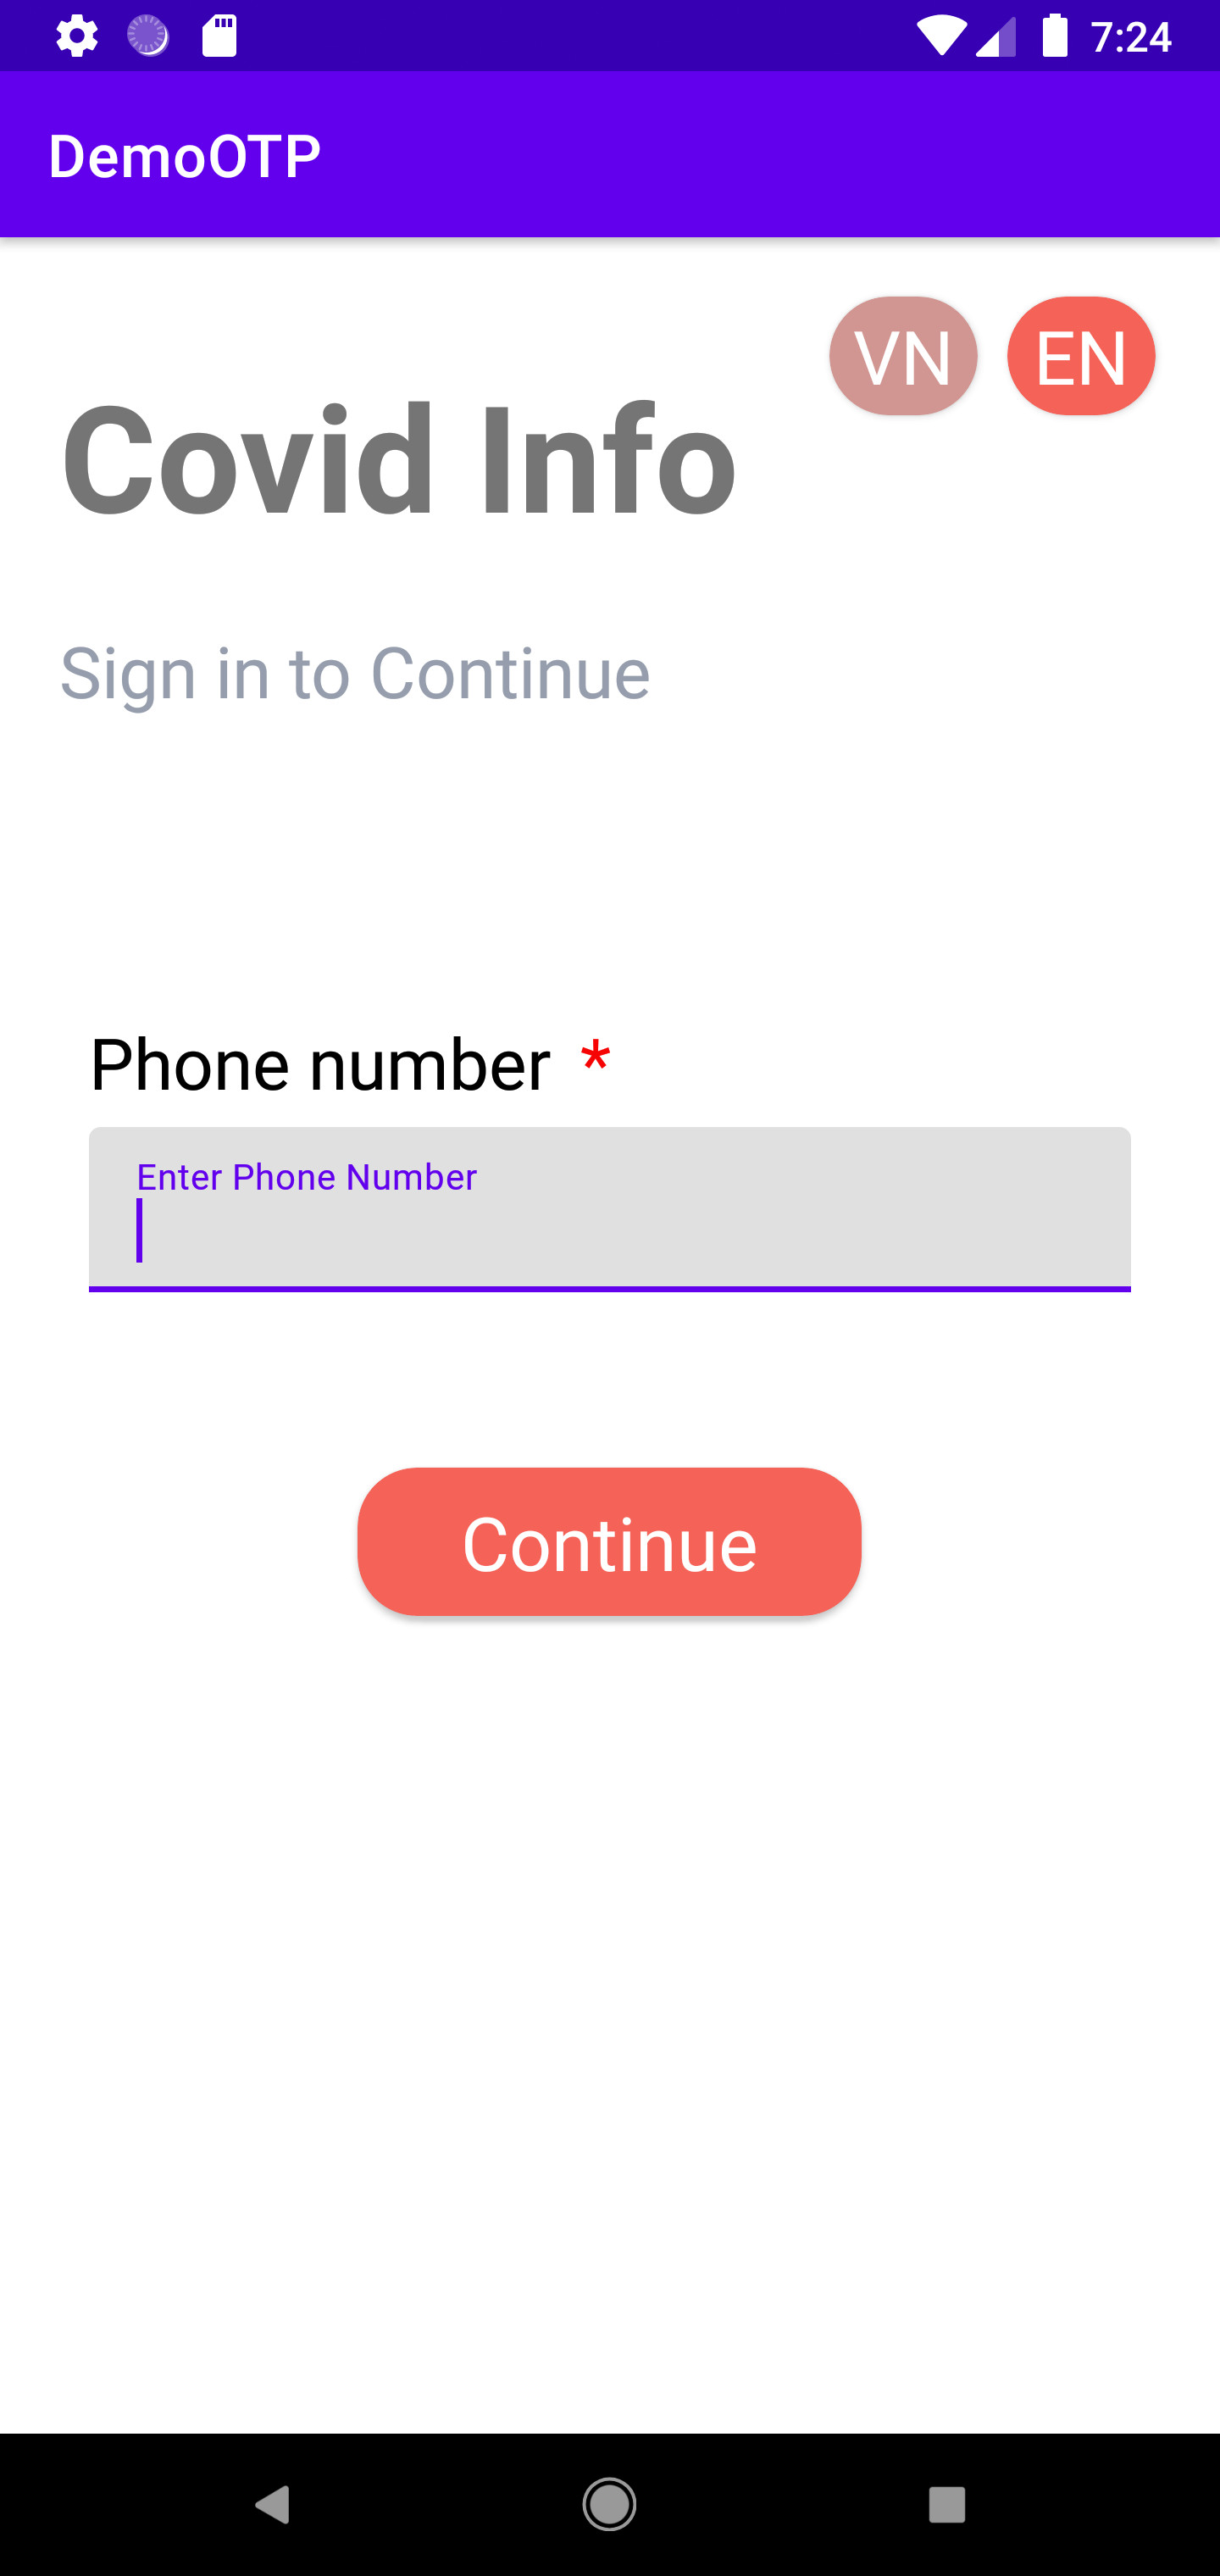 7:24
DemoOTP
VN EN
Covid Info
Sign in to Continue
Phone number *
Enter Phone Number
Continue